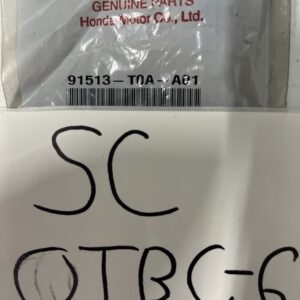 GENUINE PARTS
Honda Motor Co., Ltd.
91513-T0A-A01
SC
OTBC-6